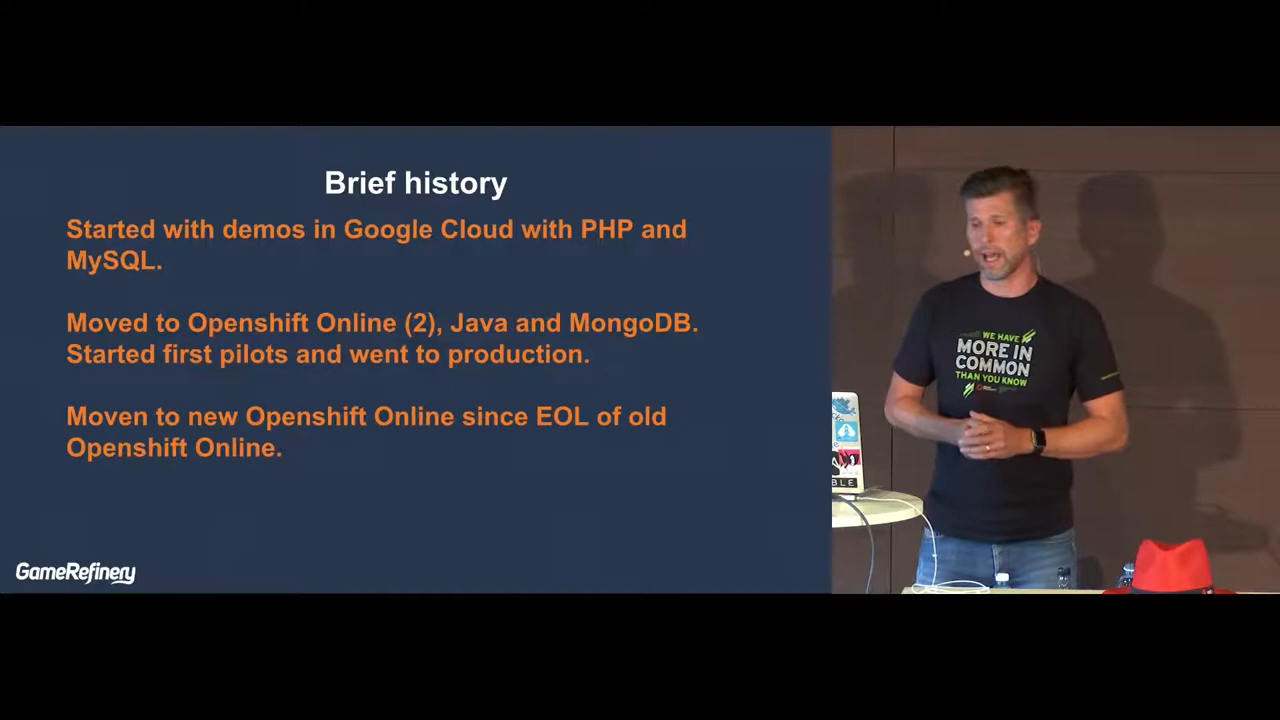 Brief history
Started with demos in Google Cloud with PHP and
MySQL.
Moved to Openshift Online (2), Java and MongoDB.
Started first pilots and went to production.
Moven to new Openshift Online since EOL of old
Openshift Online.
GameRefinery
WE HAVE
MORE IN
COMMON
THAN YOU KNOW
BLE